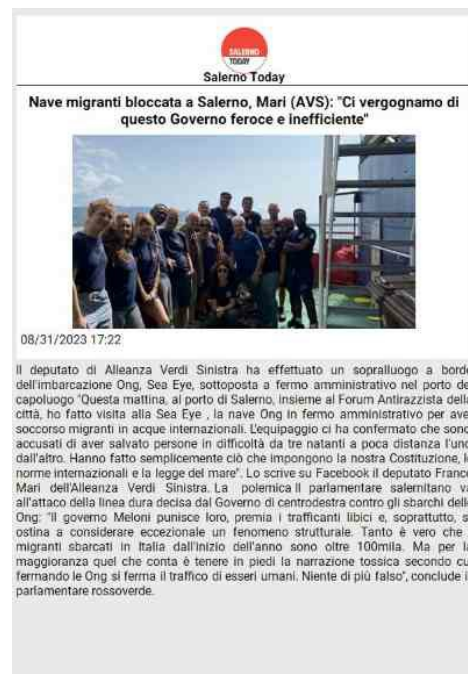 SALERNO
TODAY
Salerno Today
Nave migranti bloccata a Salerno, Mari (AVS): "Ci vergognamo di
questo Governo feroce e inefficiente"
08/31/2023 17:22
Il deputato di Alleanza Verdi Sinistra ha effettuato un sopralluogo a bordo
dell'imbarcazione Ong, Sea Eye, sottoposta a fermo amministrativo nel porto de
capoluogo "Questa mattina, al porto di Salerno, insieme al Forum Antirazzista della
città, ho fatto visita alla Sea Eye , la nave Ong in fermo amministrativo per ave
soccorso migranti in acque internazionali. L'equipaggio ci ha confermato che sono
accusati di aver salvato persone in difficoltà da tre natanti a poca distanza l'uno
dall'altro. Hanno fatto semplicemente ciò che impongono la nostra Costituzione, le
norme internazionali e la legge del mare". Lo scrive su Facebook il deputato Franco
Mari dell'Alleanza Verdi Sinistra. La polemica Il parlamentare salernitano va
all'attaco della linea dura decisa dal Governo di centrodestra contro gli sbarchi delle
Ong: "Il governo Meloni punisce loro, premia i trafficanti libici e, soprattutto, s
ostina a considerare eccezionale un fenomeno strutturale. Tanto è vero che
migranti sbarcati in Italia dall'inizio dell'anno sono oltre 100mila. Ma per la
maggioranza quel che conta è tenere in piedi la narrazione tossica secondo cu
fermando le Ong si ferma il traffico di esseri umani. Niente di più falso", conclude i
parlamentare rossoverde.